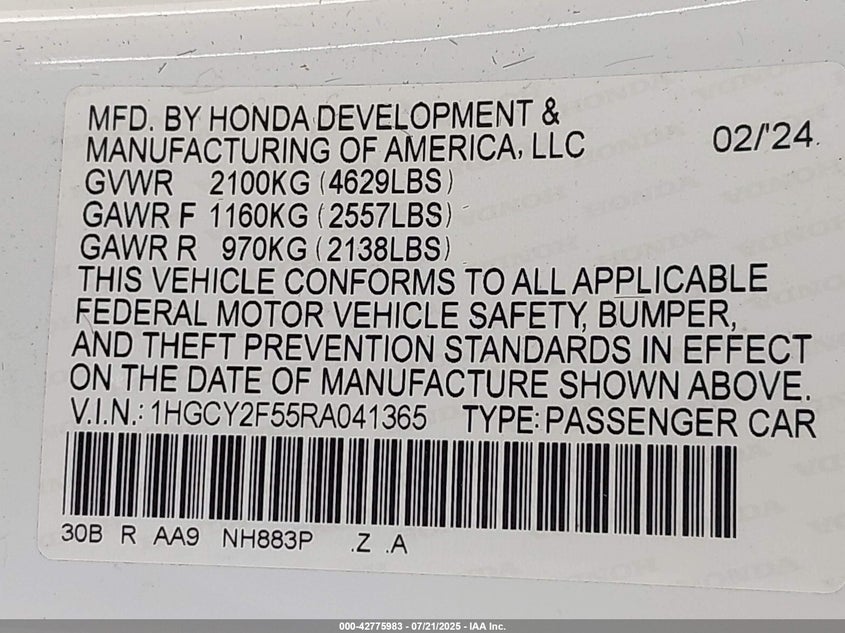 MFD. BY HONDA DEVELOPMENT &
MANUFACTURING OF AMERICA, LLC 02/'24
GVWR 2100KG (4629LBS)
GAWR F 1160KG (2557LBS)
GAWR R 970KG (2138LBS)
THIS VEHICLE CONFORMS TO ALL APPLICABLE
FEDERAL MOTOR VEHICLE SAFETY, BUMPER,
AND THEFT PREVENTION STANDARDS IN EFFECT
ON THE DATE OF MANUFACTURE SHOWN ABOVE.
V.I.N.: 1HGCY2F55RA041365 TYPE: PASSENGER CAR
30B R AA9 NH883P .Z .A
000-42775983 - 07/21/2025 - IAA Inc.